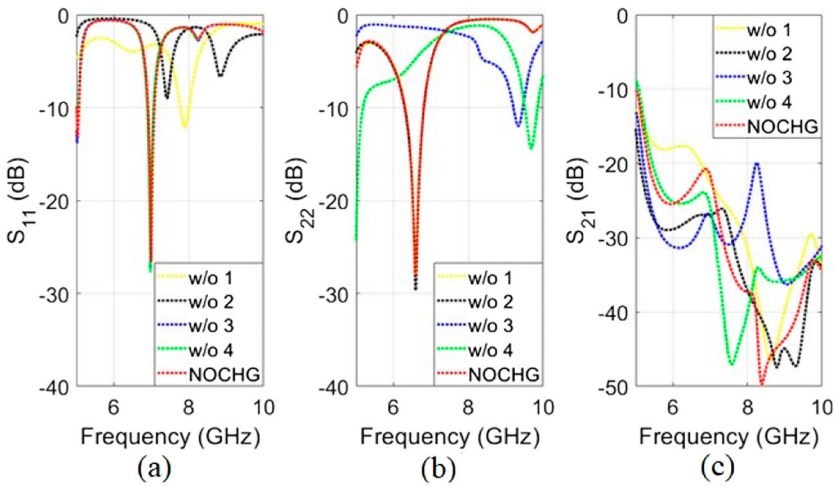 0
-10
-20
-30
-40
S11 (dB)
6
8
10
Frequency (GHz)
w/o 1
w/o 2
w/o 3
w/o 4
NOCHG
(a)
0
-10
-20
-30
-40
S22 (dB)
6
8
10
Frequency (GHz)
w/o 1
w/o 2
w/o 3
w/o 4
NOCHG
(b)
0
-10
-20
-30
-40
-50
S21 (dB)
6
8
10
Frequency (GHz)
w/o 1
w/o 2
w/o 3
w/o 4
NOCHG
(c)